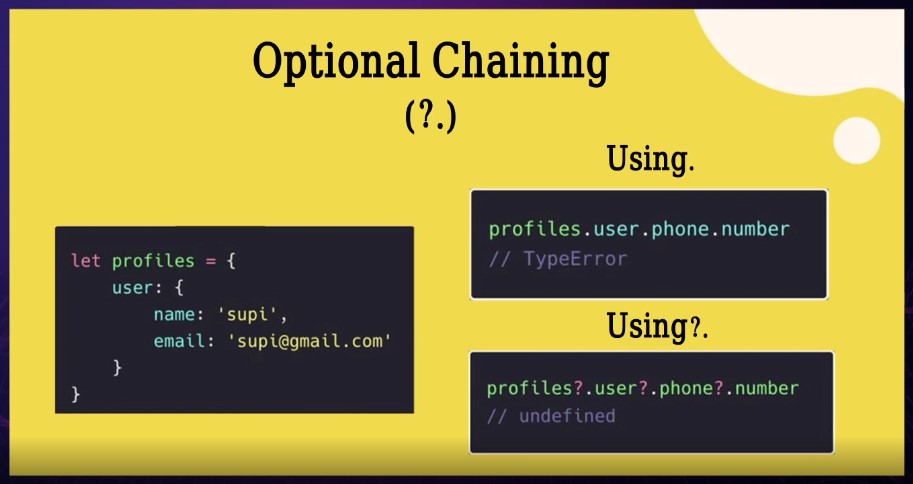 Optional Chaining
(?.)
let profiles = {
    user: {
        name: 'supi',
        email: 'supi@gmail.com'
    }
}
Using.
profiles.user.phone.number
// TypeError
Using?.
profiles?.user?.phone?.number
// undefined